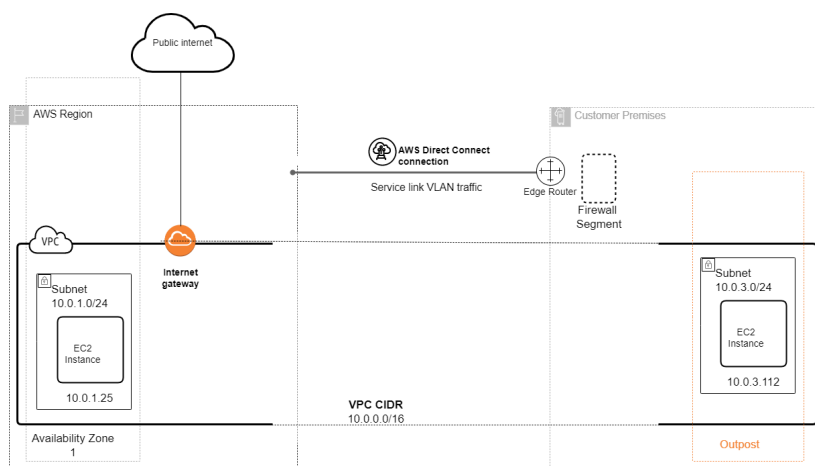 Public internet
AWS Region
Customer Premises
AWS Direct Connect
connection
Service link VLAN traffic
Edge Router
Firewall
Segment
VPC
Internet
gateway
Subnet
10.0.1.0/24
EC2
Instance
10.0.1.25
Subnet
10.0.3.0/24
EC2
Instance
10.0.3.112
VPC CIDR
10.0.0.0/16
Availability Zone
1
Outpost